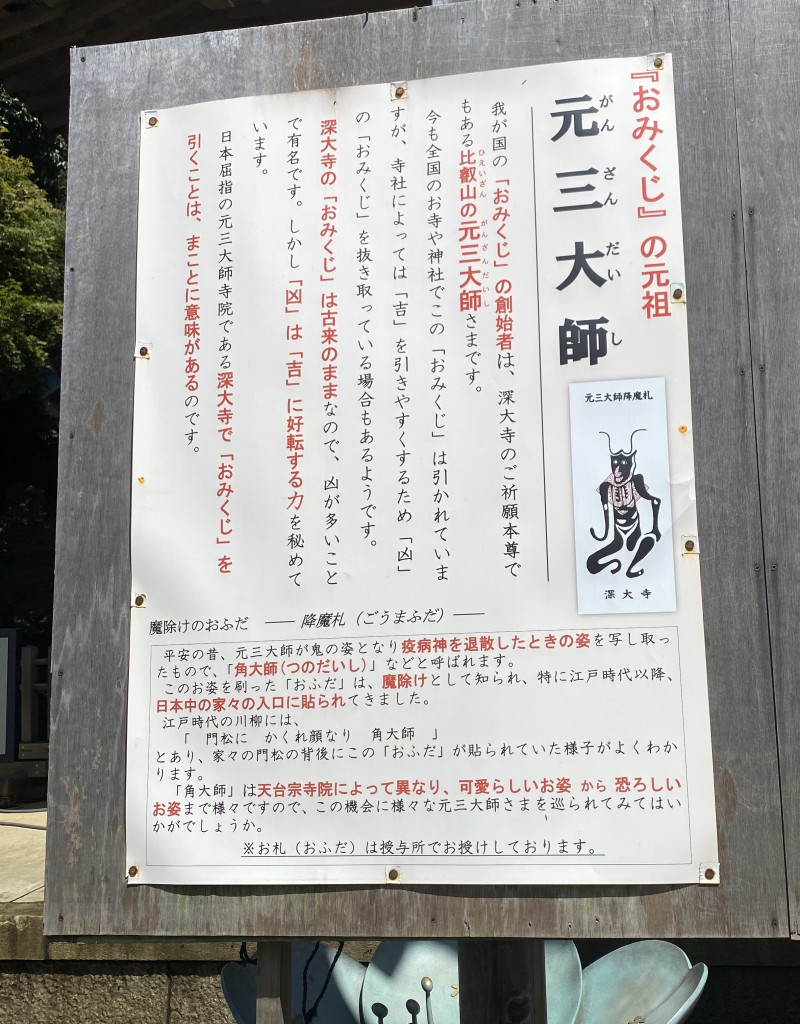 『おみくじ』の元祖
元三大師
がんざんだいし
我が国の「おみくじ」の創始者は、深大寺のご祈願本尊で
もある比叡山の元三大師さまです。
ひえいざん がんざんだいし
今も全国のお寺や神社でこの「おみくじ」は引かれていま
すが、寺社によっては「吉」を引きやすくするため「凶」
の「おみくじ」を抜き取っている場合もあるようです。
深大寺の「おみくじ」は古来のままなので、凶が多いこと
で有名です。しかし「凶」は「吉」に好転する力を秘めて
います。
日本屈指の元三大師寺院である深大寺で「おみくじ」を
引くことは、まことに意味があるのです。
元三大師降魔札
深大寺
魔除けのおふだ ―― 降魔札（ごうまふだ）――
平安の昔、元三大師が鬼の姿となり疫病神を退散したときの姿を写し取っ
たもので、「角大師（つのだいし）」などと呼ばれます。
このお姿を刷った「おふだ」は、魔除けとして知られ、特に江戸時代以降、
日本中の家々の入口に貼られてきました。
江戸時代の川柳には、
「　門松に　かくれ顔なり　角大師　」
とあり、家々の門松の背後にこの「おふだ」が貼られていた様子がよくわか
ります。
「角大師」は天台宗寺院によって異なり、可愛らしいお姿 から 恐ろしい
お姿まで様々ですので、この機会に様々な元三大師さまを巡られてみてはい
かがでしょうか。
※お札（おふだ）は授与所でお授けしております。